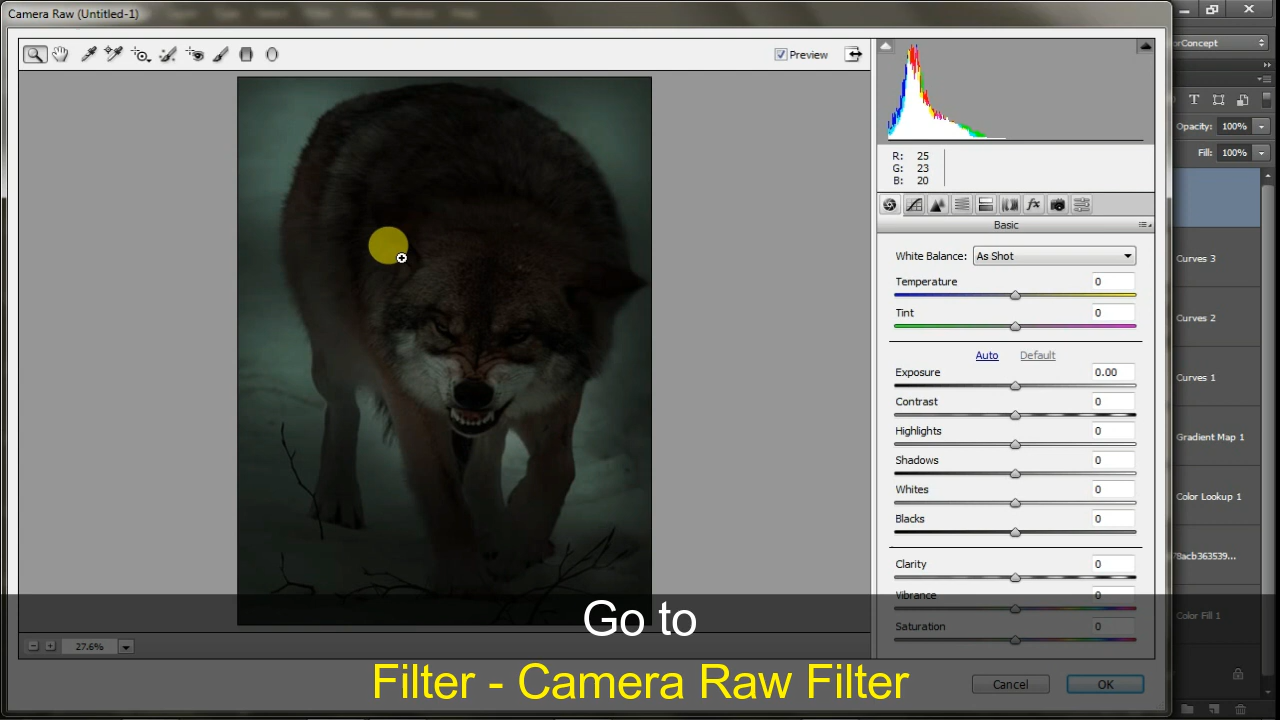 Camera Raw (Untitled-1)
Preview
R: 25
G: 23
B: 20
fx
Basic
White Balance: As Shot
Temperature 0
Tint 0
Auto Default
Exposure 0.00
Contrast 0
Highlights 0
Shadows 0
Whites 0
Blacks 0
Clarity 0
Vibrance 0
Saturation 0
27.6%
Cancel OK
orConcept
T
Opacity: 100%
Fill: 100%
Curves 3
Curves 2
Curves 1
Gradient Map 1
Color Lookup 1
78acb363539...
Color Fill 1
Go to
Filter - Camera Raw Filter